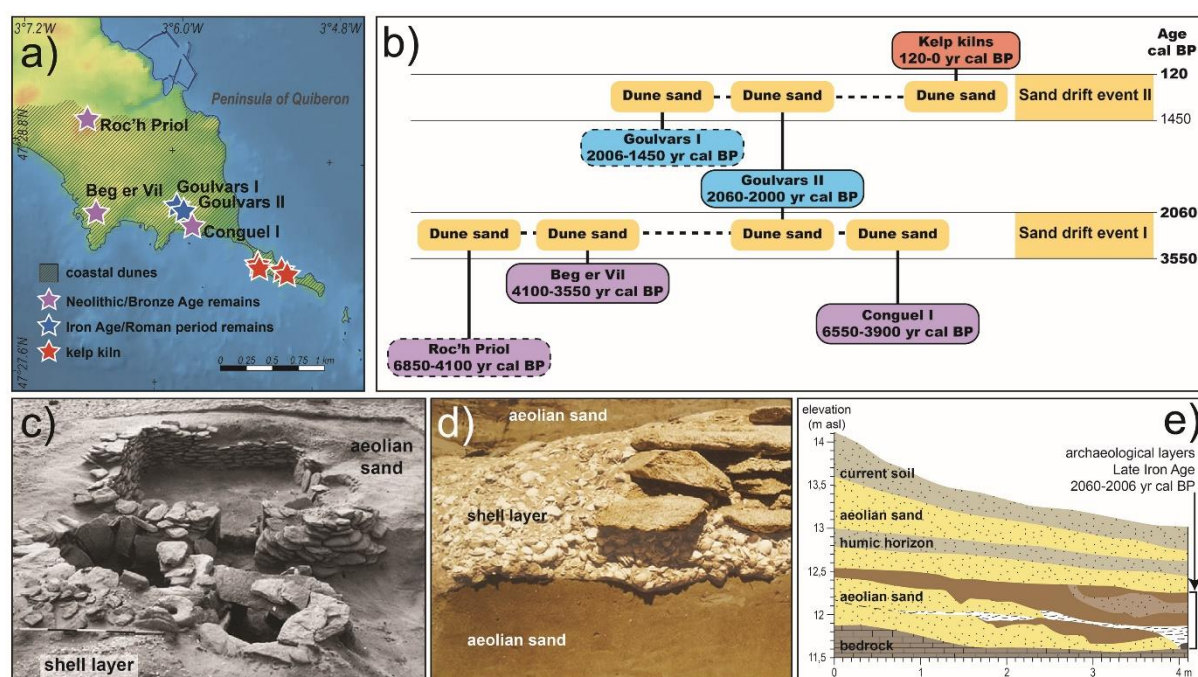 a)
3°7.2'W
3°6.0'W
3°4.8'W
47°28.8'N
47°27.6'N
Peninsula of Quiberon
Roc'h Priol
Beg er Vil
Goulvars I
Goulvars II
Conguel I
coastal dunes
Neolithic/Bronze Age remains
Iron Age/Roman period remains
kelp kiln
0 0.25 0.5 0.75 1 km
b)
Age
cal BP
Kelp kilns
120-0 yr cal BP
120
Dune sand
Dune sand
Dune sand
Sand drift event II
1450
Goulvars I
2006-1450 yr cal BP
Goulvars II
2060-2000 yr cal BP
2060
Dune sand
Dune sand
Dune sand
Dune sand
Sand drift event I
3550
Beg er Vil
4100-3550 yr cal BP
Conguel I
6550-3900 yr cal BP
Roc'h Priol
6850-4100 yr cal BP
c)
aeolian
sand
shell layer
d)
aeolian sand
shell layer
aeolian sand
e)
elevation
(m asl)
14
13,5
13
12,5
12
11,5
archaeological layers
Late Iron Age
2060-2006 yr cal BP
current soil
aeolian sand
humic horizon
aeolian sand
bedrock
0 1 2 3 4 m